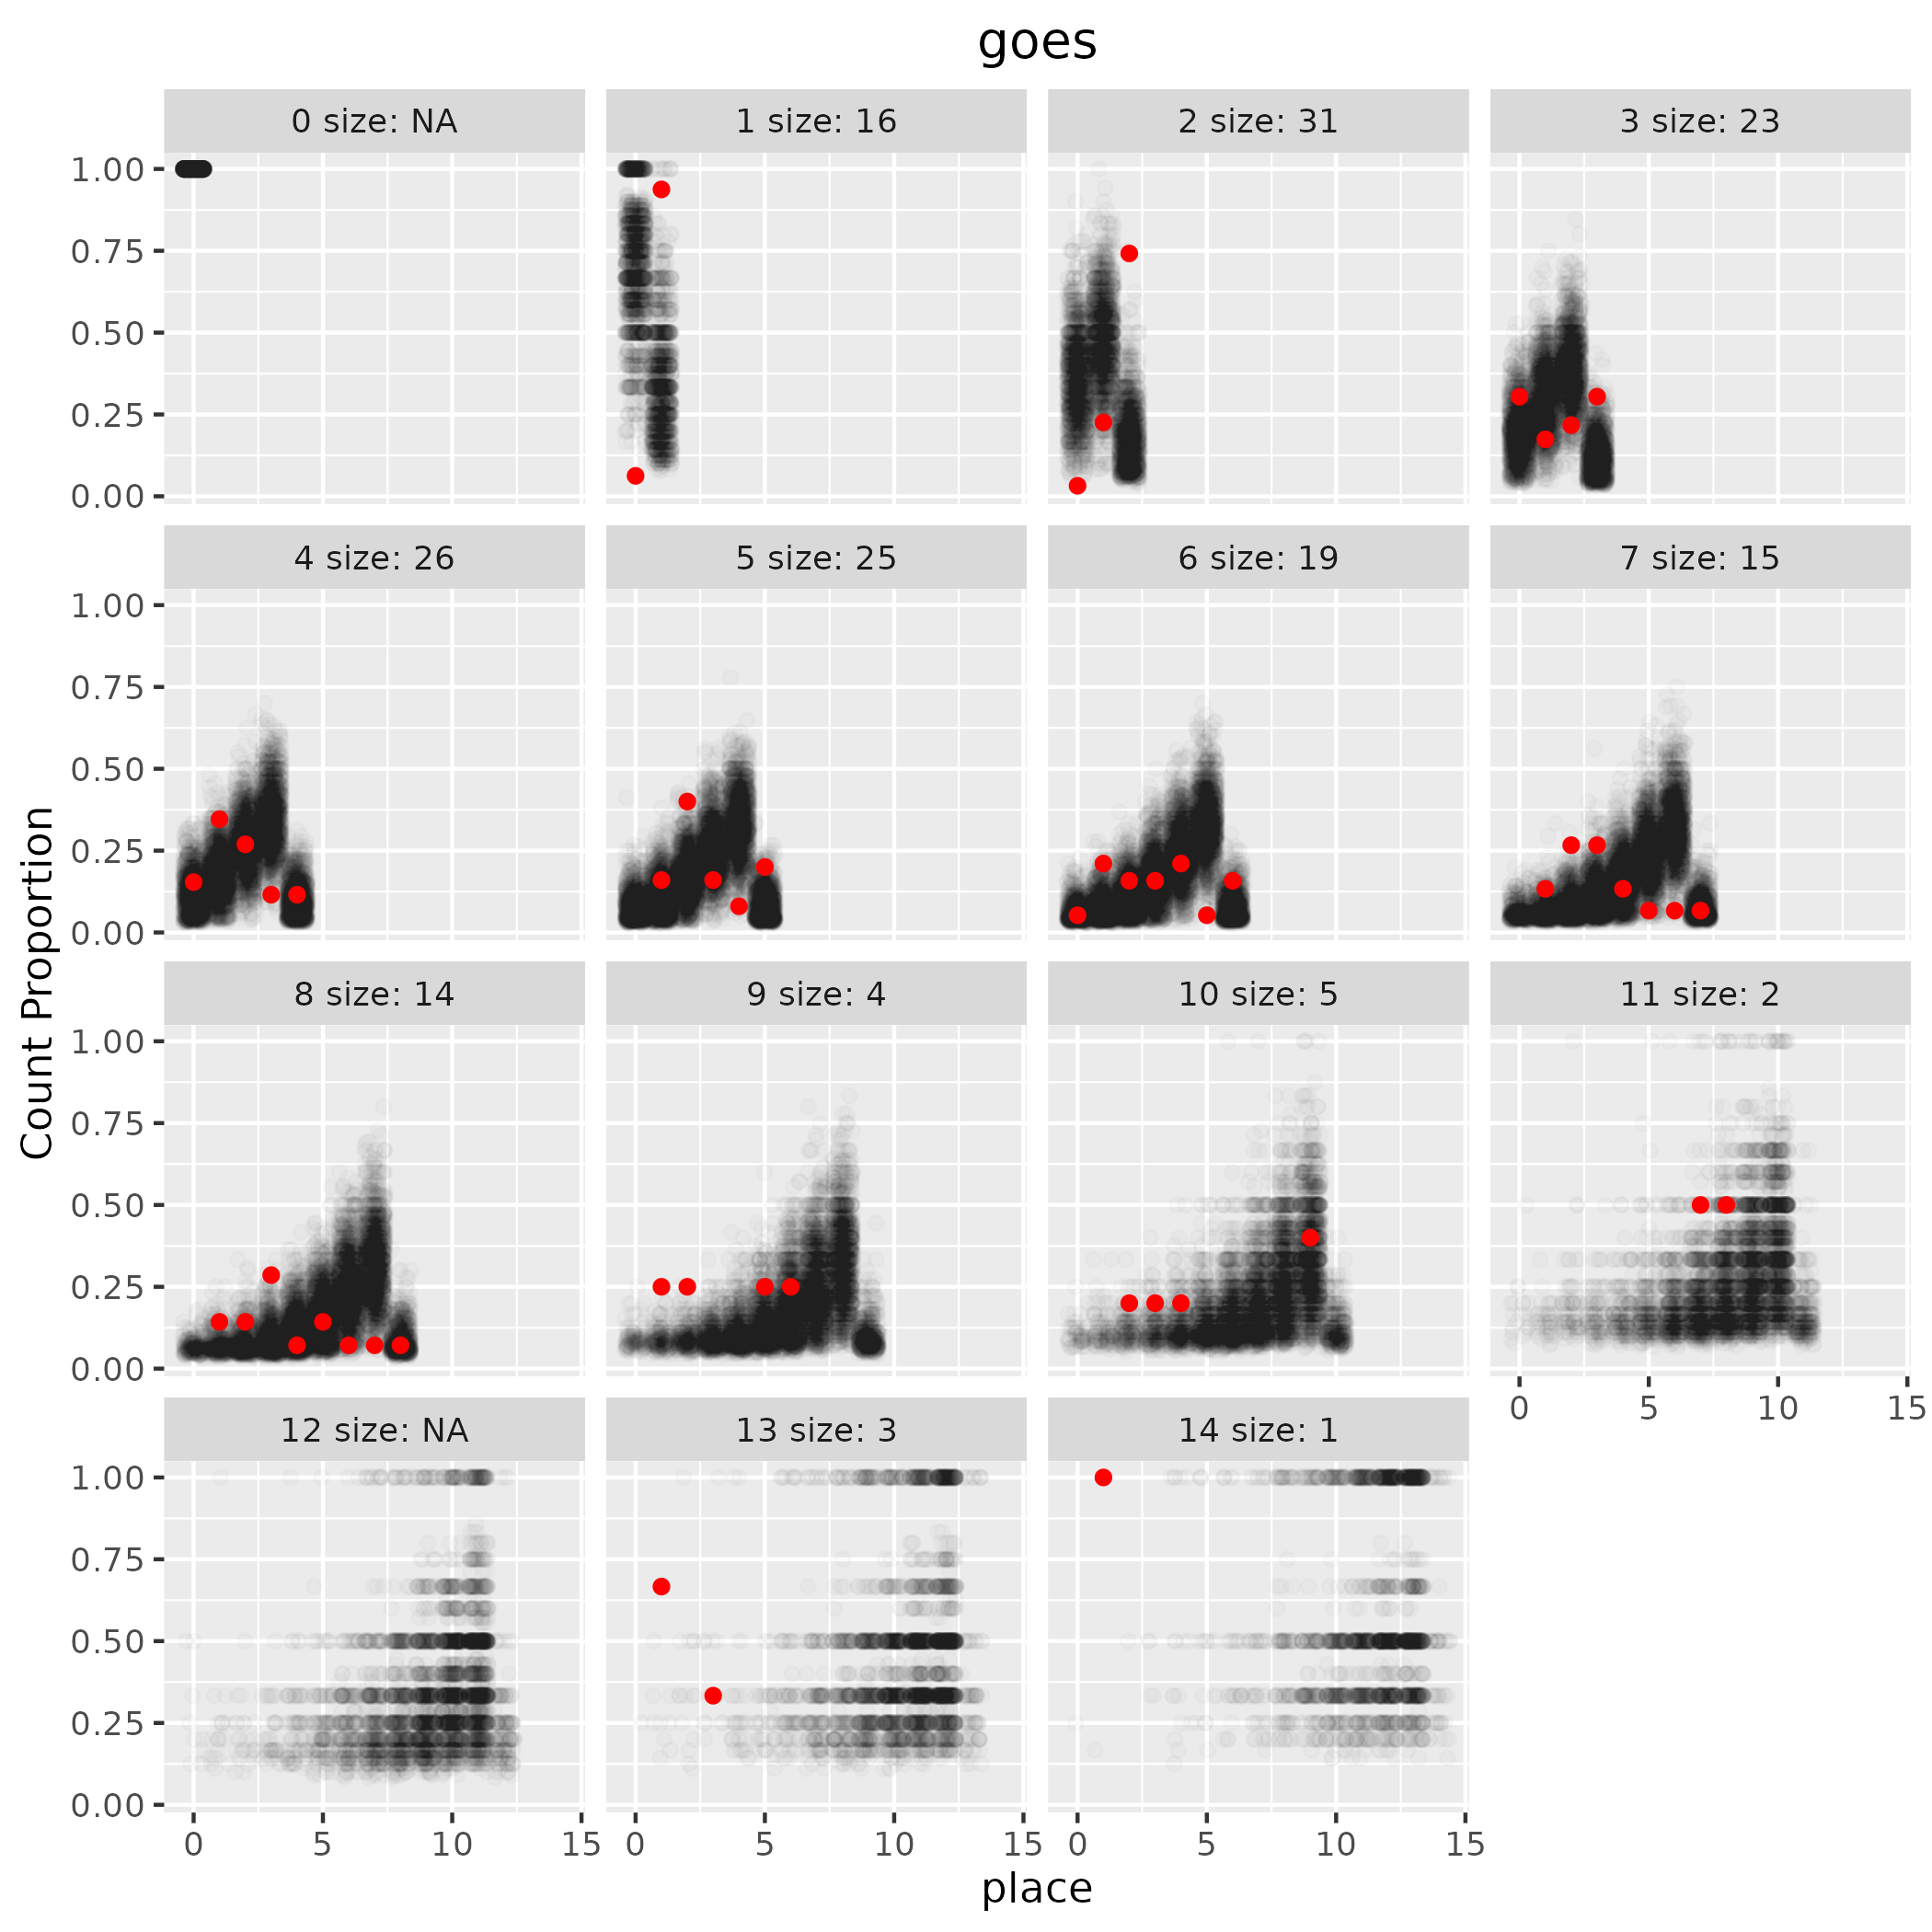 goes
0 size: NA
1 size: 16
2 size: 31
3 size: 23
1.00
0.75
0.50
0.25
0.00
4 size: 26
5 size: 25
6 size: 19
7 size: 15
1.00
0.75
0.50
0.25
0.00
Count Proportion
8 size: 14
9 size: 4
10 size: 5
11 size: 2
1.00
0.75
0.50
0.25
0.00
0 5 10 15
12 size: NA
13 size: 3
14 size: 1
1.00
0.75
0.50
0.25
0.00
0 5 10 15
0 5 10 15
0 5 10 15
place